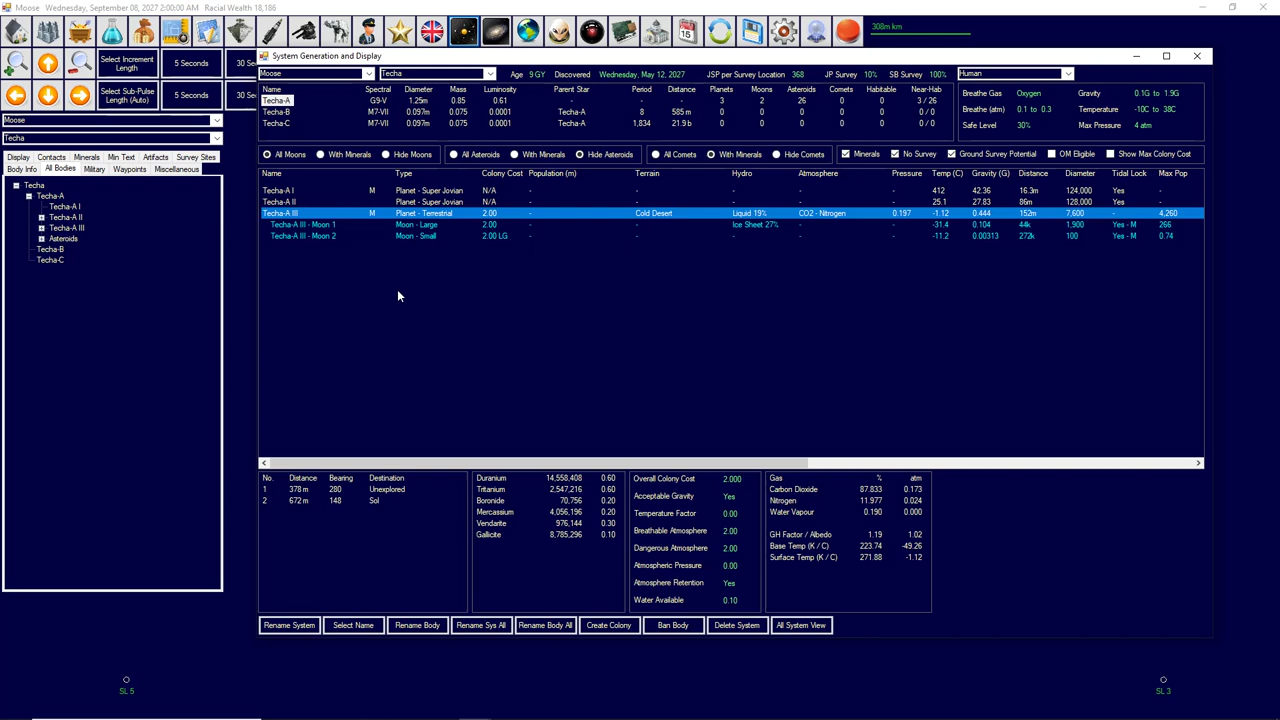 Moose   Wednesday, September 08, 2027 2:00:00 AM   Racial Wealth 18,186
308m km
Select Increment Length
5 Seconds
30 Se
Select Sub-Pulse Length (Auto)
5 Seconds
30 Se
Moose
Techa
Display Contacts Minerals Min Text Artifacts Survey Sites
Body Info All Bodies Military Waypoints Miscellaneous
Techa
Techa-A
Techa-A I
Techa-A II
Techa-A III
Asteroids
Techa-B
Techa-C
System Generation and Display
Moose Techa Age 9 GY Discovered Wednesday, May 12, 2027 JSP per Survey Location 368 JP Survey 10% SB Survey 100% Human
Name Spectral Diameter Mass Luminosity Parent Star Period Distance Planets Moons Asteroids Comets Habitable Near-Hab
Techa-A G9-V 1.25m 0.85 0.61 - - - 3 2 26 0 0 3 / 26
Techa-B M7-VII 0.097m 0.075 0.0001 Techa-A 8 585 m 0 0 0 0 0 0 / 0
Techa-C M7-VII 0.097m 0.075 0.0001 Techa-A 1,834 21.9 b 0 0 0 0 0 0 / 0
Breathe Gas Oxygen Gravity 0.1G to 1.9G
Breathe (atm) 0.1 to 0.3 Temperature -10C to 38C
Safe Level 30% Max Pressure 4 atm
All Moons With Minerals Hide Moons All Asteroids With Minerals Hide Asteroids All Comets With Minerals Hide Comets Minerals No Survey Ground Survey Potential OM Eligible Show Max Colony Cost
Name Type Colony Cost Population (m) Terrain Hydro Atmosphere Pressure Temp (C) Gravity (G) Distance Diameter Tidal Lock Max Pop
Techa-A I M Planet - Super Jovian N/A - - - - - 412 42.36 16.3m 124,000 Yes -
Techa-A II Planet - Super Jovian N/A - - - - - 25.1 27.83 86m 128,000 Yes -
Techa-A III M Planet - Terrestrial 2.00 - Cold Desert Liquid 19% CO2 - Nitrogen 0.197 -1.12 0.444 152m 7,600 - 4,260
Techa-A III - Moon 1 Moon - Large 2.00 - - Ice Sheet 27% - - -31.4 0.104 44k 1,900 Yes - M 266
Techa-A III - Moon 2 Moon - Small 2.00 LG - - - - - -11.2 0.00313 272k 100 Yes - M 0.74
No. Distance Bearing Destination
1 378 m 280 Unexplored
2 672 m 148 Sol
Duranium 14,558,408 0.60
Tritanium 2,547,216 0.60
Boronide 70,756 0.20
Mercassium 4,056,196 0.20
Vendarite 976,144 0.30
Gallicite 8,785,296 0.10
Overall Colony Cost 2.000
Acceptable Gravity Yes
Temperature Factor 0.00
Breathable Atmosphere 2.00
Dangerous Atmosphere 2.00
Atmospheric Pressure 0.00
Atmosphere Retention Yes
Water Available 0.10
Gas % atm
Carbon Dioxide 87.833 0.173
Nitrogen 11.977 0.024
Water Vapour 0.190 0.000
GH Factor / Albedo 1.19 1.02
Base Temp (K / C) 223.74 -49.26
Surface Temp (K / C) 271.88 -1.12
Rename System Select Name Rename Body Rename Sys All Rename Body All Create Colony Ban Body Delete System All System View
SL 5
SL 3